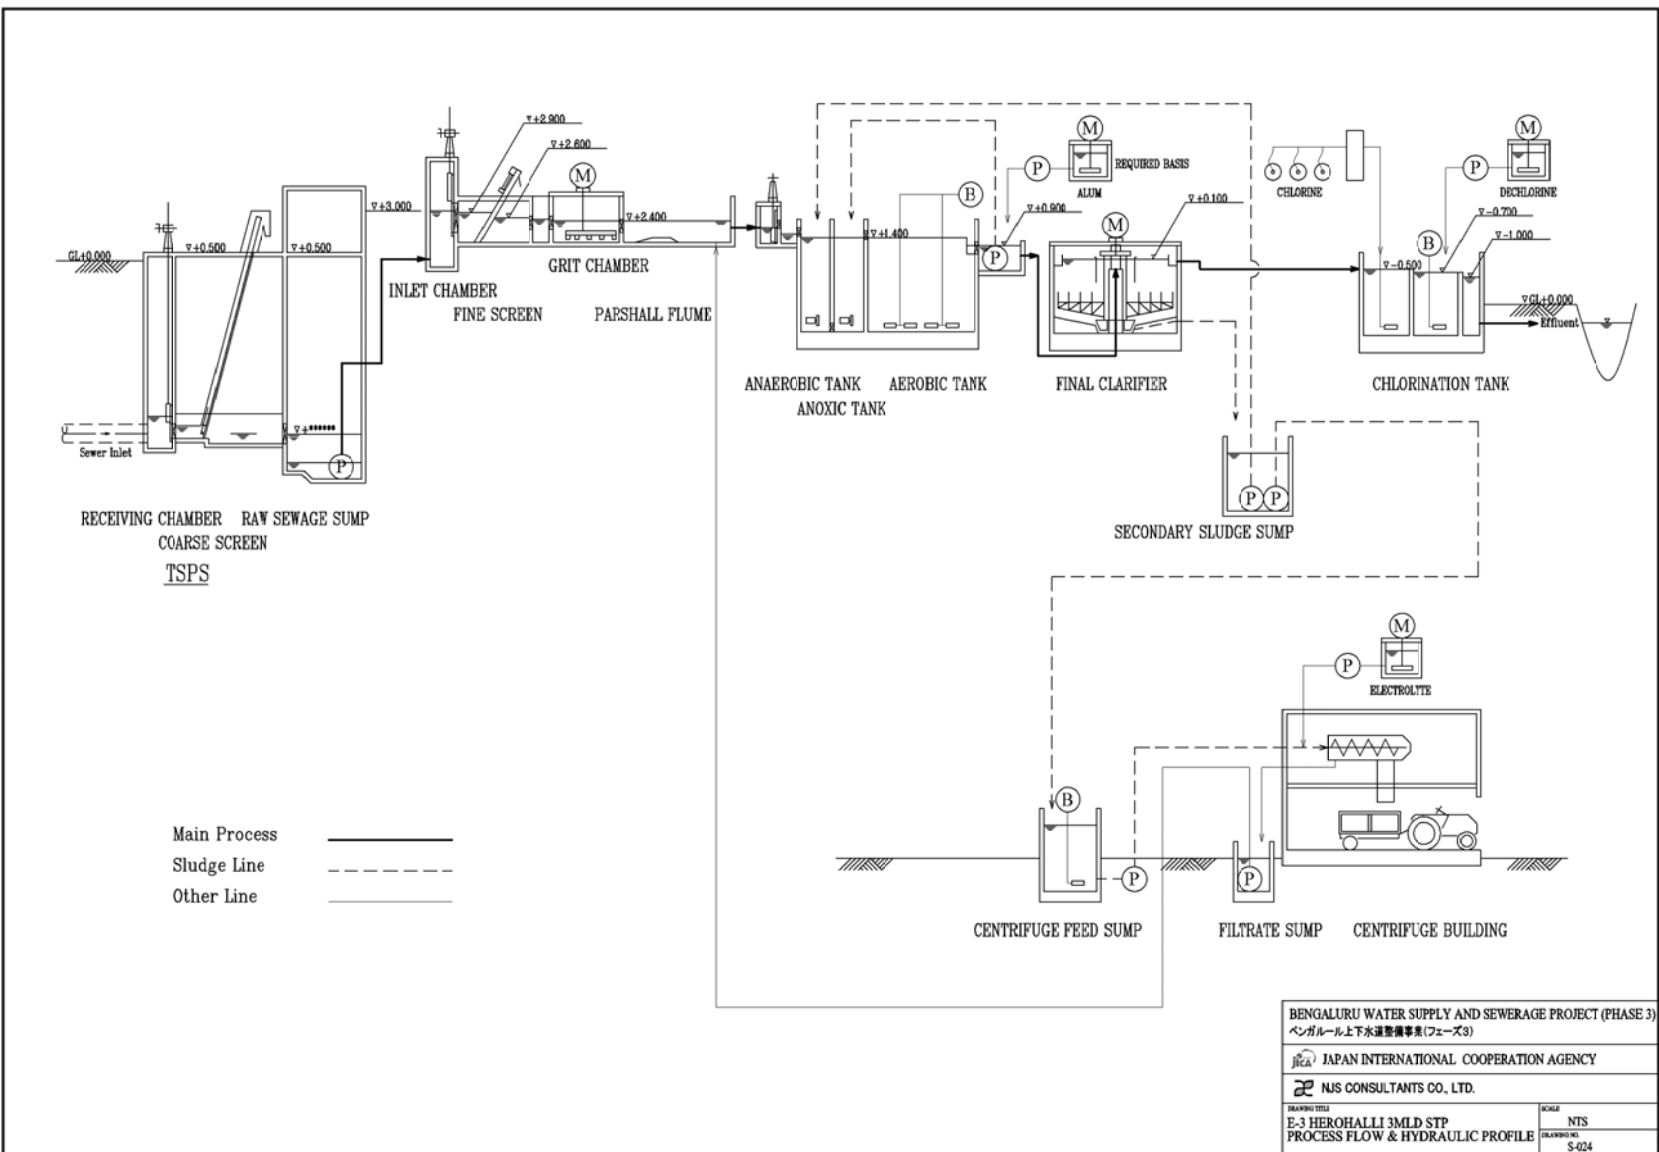 ▽+2.900
▽+2.600
M
M
REQUIRED BASIS
P
ALUM
CHLORINE
M
P
DECHLORINE
B
▽+3.000
▽+2.400
▽+0.900
▽+0.100
▽-0.700
▽-1.000
GL±0.000
▽+0.500
▽+0.500
▽+1.400
P
M
B
▽-0.500
GRIT CHAMBER
INLET CHAMBER
FINE SCREEN
PARSHALL FLUME
▽GL±0.000
Effluent
ANAEROBIC TANK
AEROBIC TANK
ANOXIC TANK
FINAL CLARIFIER
CHLORINATION TANK
▽+******
Sewer Inlet
P
P
P
RECEIVING CHAMBER
RAW SEWAGE SUMP
COARSE SCREEN
TSPS
SECONDARY SLUDGE SUMP
M
P
ELECTROLYTE
B
P
P
Main Process
Sludge Line
Other Line
CENTRIFUGE FEED SUMP
FILTRATE SUMP
CENTRIFUGE BUILDING
BENGALURU WATER SUPPLY AND SEWERAGE PROJECT (PHASE 3)
ベンガルール上下水道整備事業(フェーズ3)
JICA JAPAN INTERNATIONAL COOPERATION AGENCY
NJS CONSULTANTS CO., LTD.
DRAWING TITLE
E-3 HEROHALLI 3MLD STP
PROCESS FLOW & HYDRAULIC PROFILE
SCALE
NTS
DRAWING NO.
S-024